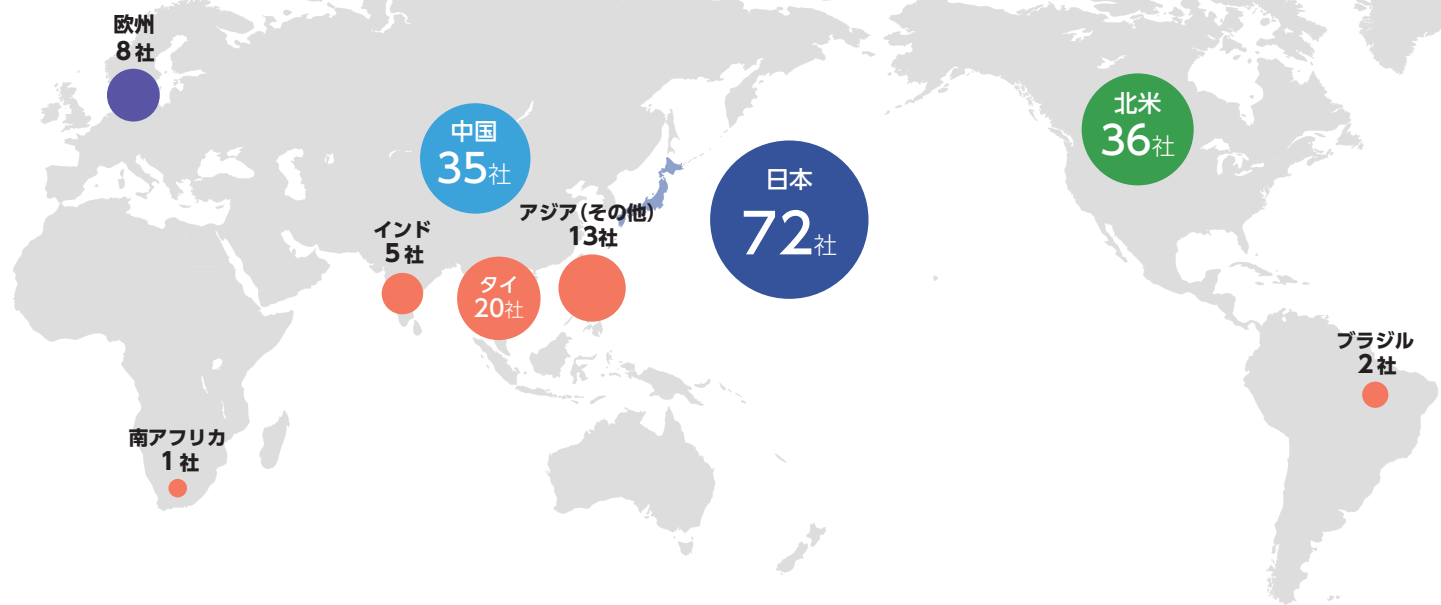 欧州
8社
中国
35社
日本
72社
北米
36社
アジア(その他)
13社
インド
5社
タイ
20社
ブラジル
2社
南アフリカ
1社